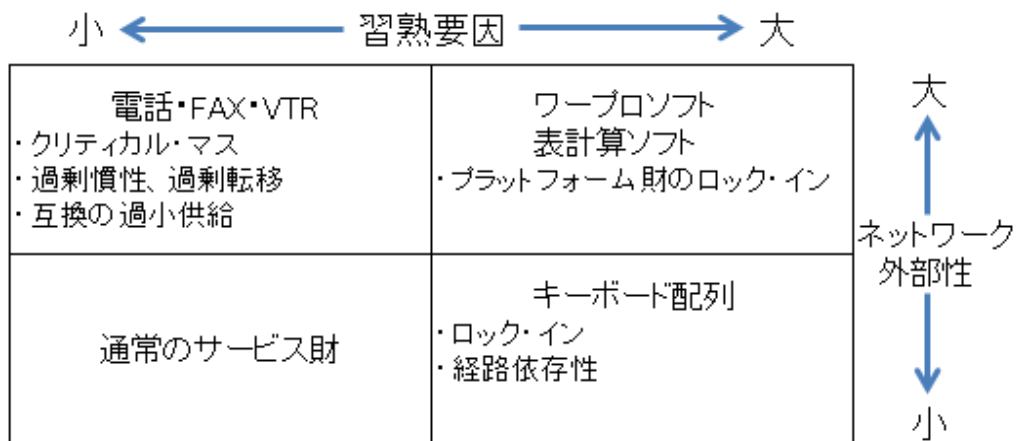 小 習熟要因 大
電話・FAX・VTR
・クリティカル・マス
・過剰慣性、過剰転移
・互換の過小供給
ワープロソフト
表計算ソフト
・プラットフォーム財のロック・イン
通常のサービス財
キーボード配列
・ロック・イン
・経路依存性
大
ネットワーク
外部性
小